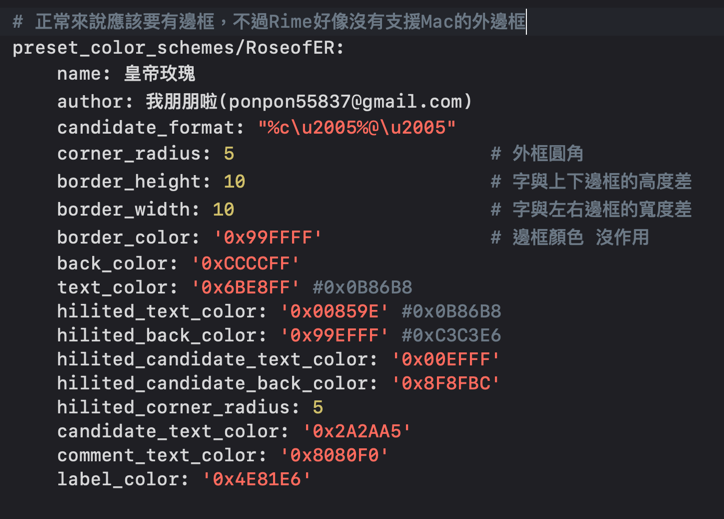 # 正常來說應該要有邊框，不過Rime好像沒有支援Mac的外邊框
preset_color_schemes/RoseofER:
    name: 皇帝玫瑰
    author: 我朋朋啦(ponpon55837@gmail.com)
    candidate_format: "%c\u2005%@\u2005"
    corner_radius: 5                        # 外框圓角
    border_height: 10                       # 字與上下邊框的高度差
    border_width: 10                        # 字與左右邊框的寬度差
    border_color: '0x99FFFF'                # 邊框顏色 沒作用
    back_color: '0xCCCCFF'
    text_color: '0x6BE8FF' #0x0B86B8
    hilited_text_color: '0x00859E' #0x0B86B8
    hilited_back_color: '0x99EFFF' #0xC3C3E6
    hilited_candidate_text_color: '0x00EFFF'
    hilited_candidate_back_color: '0x8F8FBC'
    hilited_corner_radius: 5
    candidate_text_color: '0x2A2AA5'
    comment_text_color: '0x8080F0'
    label_color: '0x4E81E6'